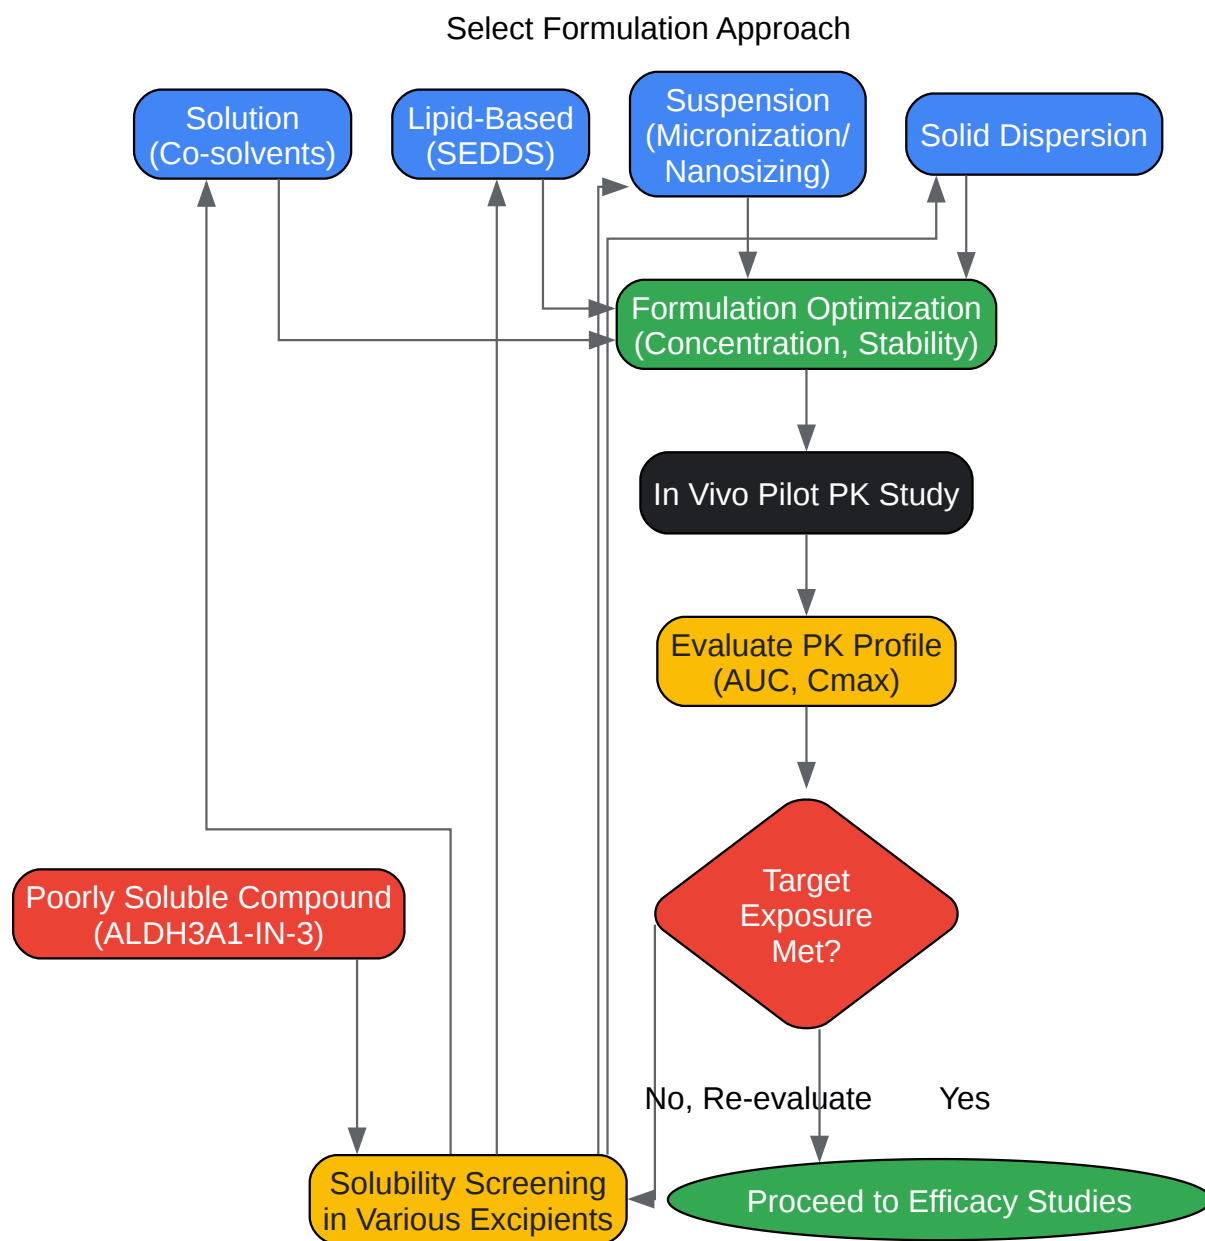 Select Formulation Approach
Solution
(Co-solvents)
Lipid-Based
(SEDDS)
Suspension
(Micronization/
Nanosizing)
Solid Dispersion
Formulation Optimization
(Concentration, Stability)
In Vivo Pilot PK Study
Evaluate PK Profile
(AUC, Cmax)
Poorly Soluble Compound
(ALDH3A1-IN-3)
Target
Exposure
Met?
No, Re-evaluate
Yes
Solubility Screening
in Various Excipients
Proceed to Efficacy Studies